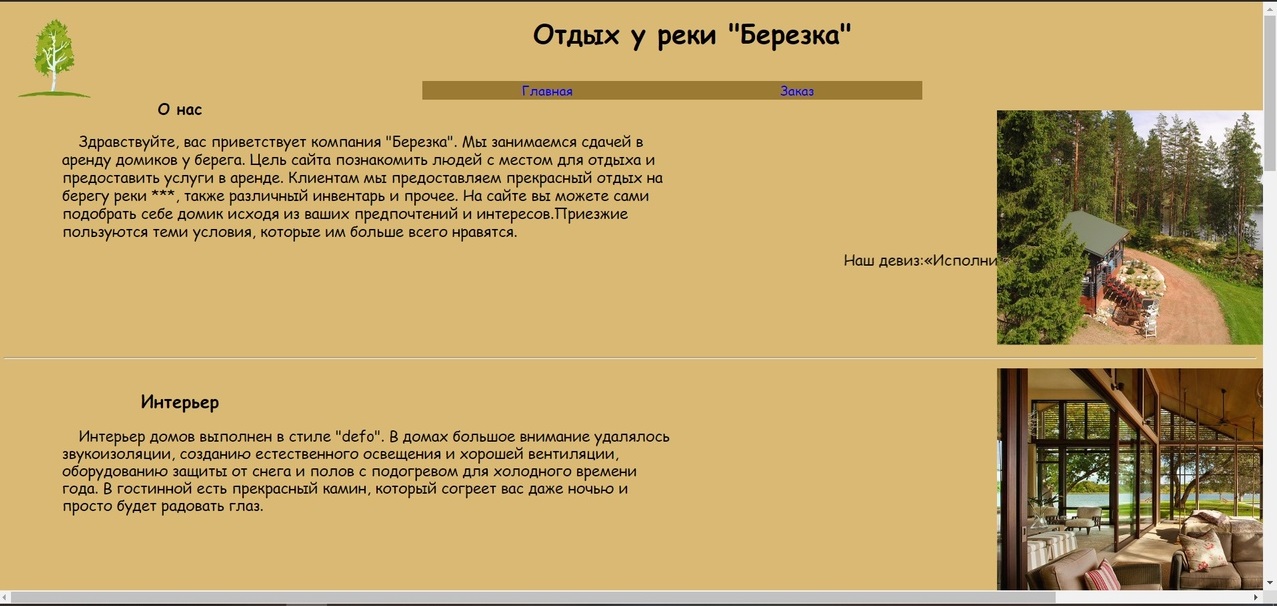 Отдых у реки "Березка"
Главная Заказ
О нас
Здравствуйте, вас приветствует компания "Березка". Мы занимаемся сдачей в
аренду домиков у берега. Цель сайта познакомить людей с местом для отдыха и
предоставить услуги в аренде. Клиентам мы предоставляем прекрасный отдых на
берегу реки ***, также различный инвентарь и прочее. На сайте вы можете сами
подобрать себе домик исходя из ваших предпочтений и интересов.Приезжие
пользуются теми условия, которые им больше всего нравятся.
Наш девиз:«Исполни
Интерьер
Интерьер домов выполнен в стиле "defo". В домах большое внимание удалялось
звукоизоляции, созданию естественного освещения и хорошей вентиляции,
оборудованию защиты от снега и полов с подогревом для холодного времени
года. В гостинной есть прекрасный камин, который согреет вас даже ночью и
просто будет радовать глаз.